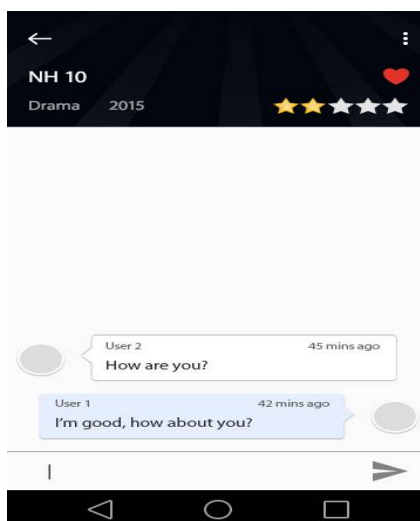 NH 10
Drama 2015
User 2 45 mins ago
How are you?
User 1 42 mins ago
I'm good, how about you?